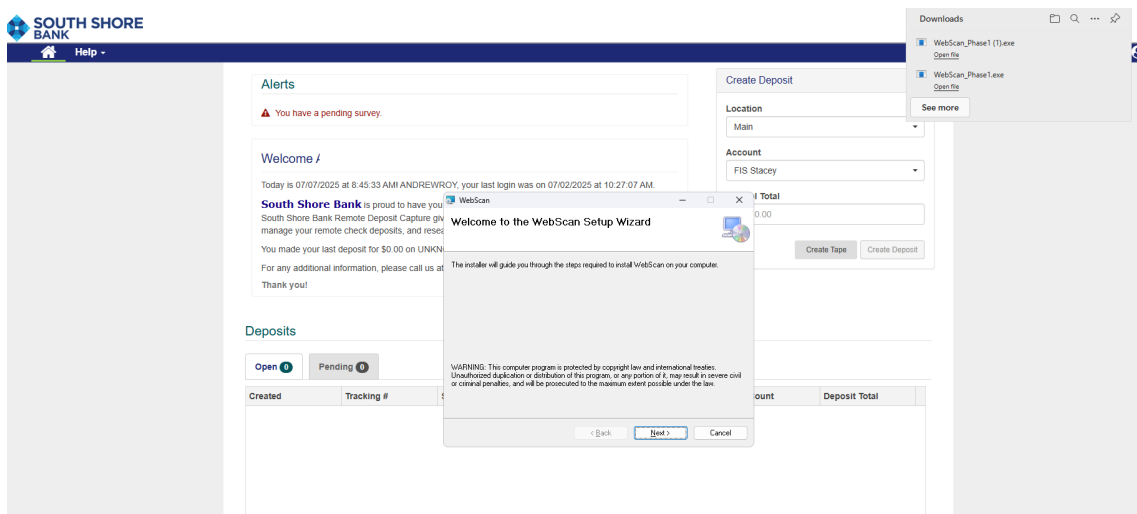 SOUTH SHORE
BANK
Help
Downloads
WebScan_Phase1 (1).exe
Open file
WebScan_Phase1.exe
Open file
See more
Alerts
You have a pending survey.
Welcome
Today is 07/07/2025 at 8:45:33 AM! ANDREWROY, your last login was on 07/02/2025 at 10:27:07 AM.
South Shore Bank is proud to have you
South Shore Bank Remote Deposit Capture
manage your remote check deposits, and
You made your last deposit for $0.00 on
For any additional information, please call us at
Thank you!
Create Deposit
Location
Main
Account
FIS Stacey
Total
0.00
Create Tape
Create Deposit
WebScan
Welcome to the WebScan Setup Wizard
The installer will guide you through the steps required to install WebScan on your computer.
WARNING: This computer program is protected by copyright law and international treaties.
Unauthorized duplication or distribution of this program, or any portion of it, may result in severe civil
or criminal penalties, and will be prosecuted to the maximum extent possible under the law.
< Back
Next >
Cancel
Deposits
Open 0
Pending 0
Created
Tracking #
Deposit Total